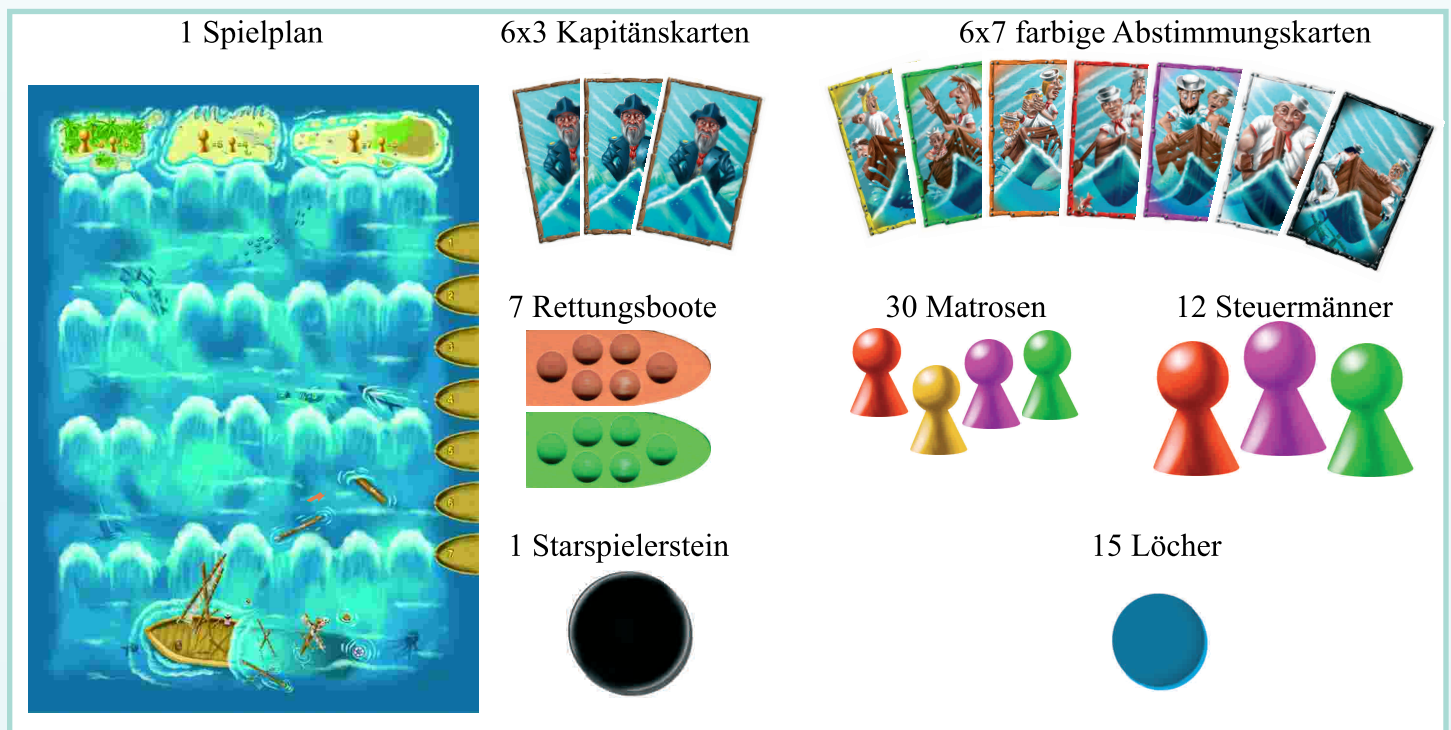 1 Spielplan
6x3 Kapitänskarten
6x7 farbige Abstimmungskarten
7 Rettungsboote
30 Matrosen
12 Steuermänner
1 Starspielerstein
15 Löcher
1
2
3
4
5
6
7